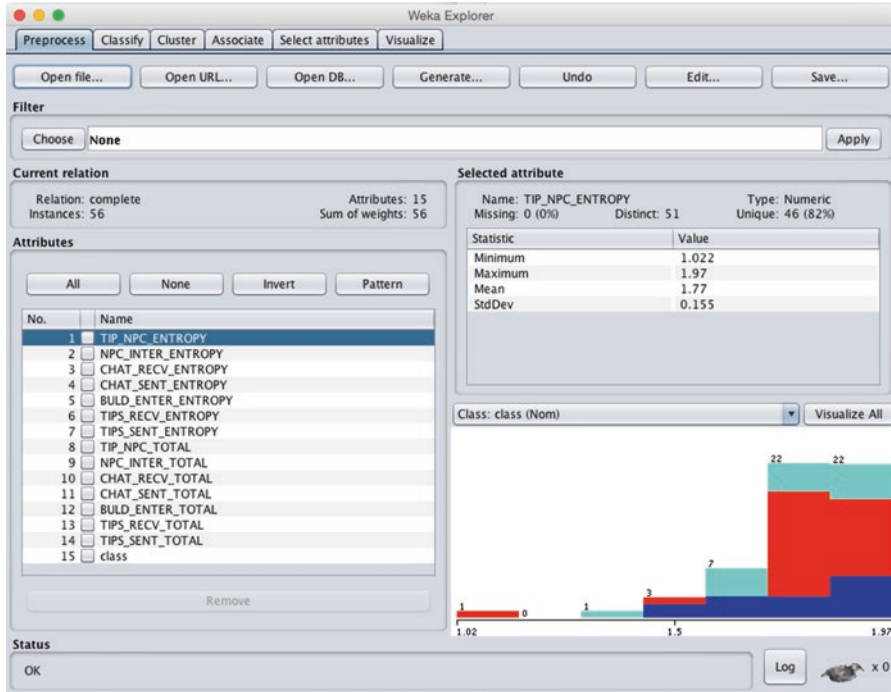 Weka Explorer
Preprocess Classify Cluster Associate Select attributes Visualize
Open file... Open URL... Open DB... Generate... Undo Edit... Save...
Filter
Choose None Apply
Current relation
Relation: complete Attributes: 15
Instances: 56 Sum of weights: 56
Attributes
All None Invert Pattern
No. Name
1 TIP_NPC_ENTROPY
2 NPC_INTER_ENTROPY
3 CHAT_RECV_ENTROPY
4 CHAT_SENT_ENTROPY
5 BULD_ENTER_ENTROPY
6 TIPS_RECV_ENTROPY
7 TIPS_SENT_ENTROPY
8 TIP_NPC_TOTAL
9 NPC_INTER_TOTAL
10 CHAT_RECV_TOTAL
11 CHAT_SENT_TOTAL
12 BULD_ENTER_TOTAL
13 TIPS_RECV_TOTAL
14 TIPS_SENT_TOTAL
15 class
Remove
Selected attribute
Name: TIP_NPC_ENTROPY Type: Numeric
Missing: 0 (0%) Distinct: 51 Unique: 46 (82%)
Statistic Value
Minimum 1.022
Maximum 1.97
Mean 1.77
StdDev 0.155
Class: class (Nom) Visualize All
22 22
7
3
1 0 1
1.02 1.5 1.97
Status
OK Log x 0